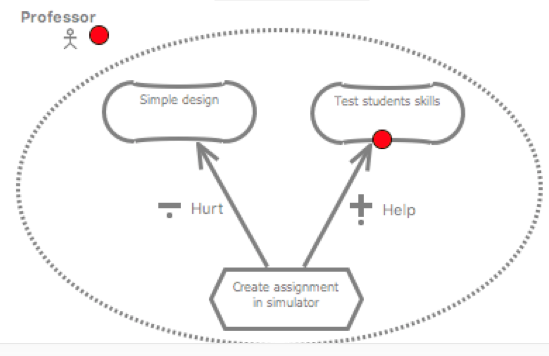 Professor
Simple design
Test students skills
Hurt
Help
Create assignment
in simulator